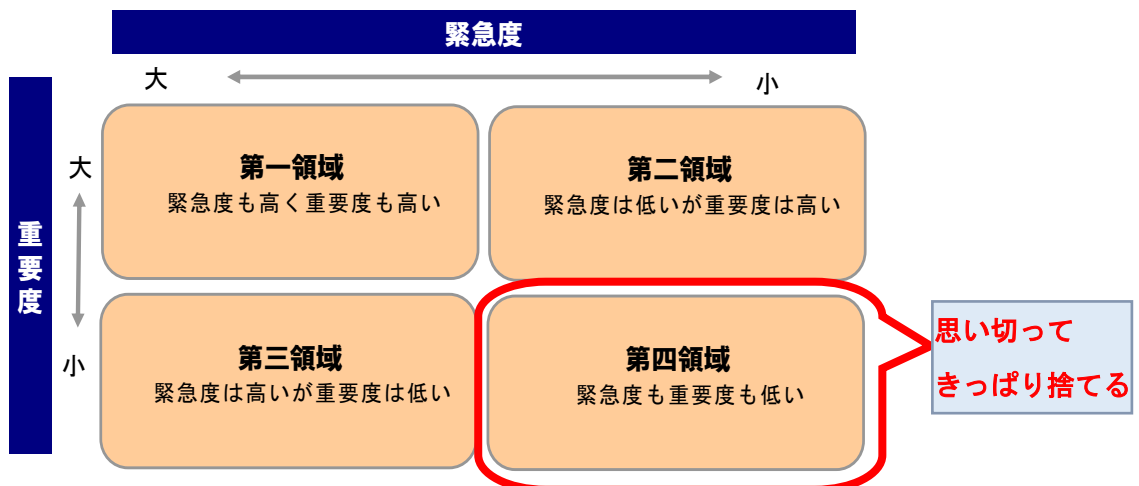 緊急度
大
小
重要度
大
小
第一領域
緊急度も高く重要度も高い
第二領域
緊急度は低いが重要度は高い
第三領域
緊急度は高いが重要度は低い
第四領域
緊急度も重要度も低い
思い切って
きっぱり捨てる